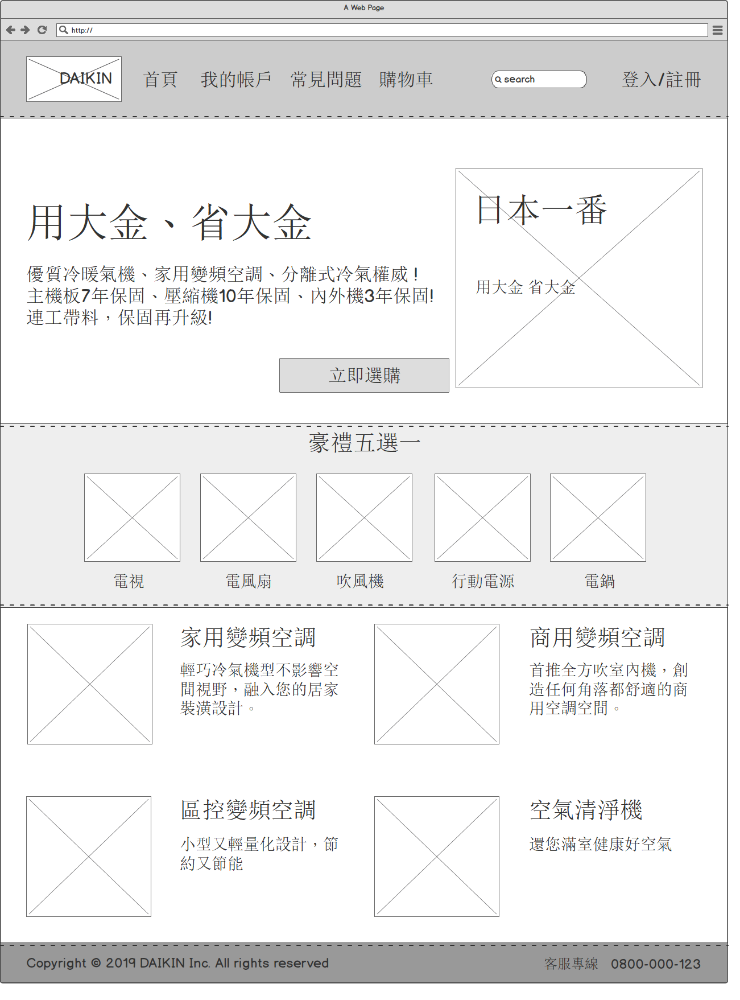 A Web Page
http://
DAIKIN 首頁 我的帳戶 常見問題 購物車 search 登入/註冊
用大金、省大金
優質冷暖氣機、家用變頻空調、分離式冷氣權威！
主機板7年保固、壓縮機10年保固、內外機3年保固!
連工帶料，保固再升級!
立即選購
日本一番
用大金 省大金
豪禮五選一
電視 電風扇 吹風機 行動電源 電鍋
家用變頻空調
輕巧冷氣機型不影響空
間視野，融入您的居家
裝潢設計。
商用變頻空調
首推全方吹室內機，創
造任何角落都舒適的商
用空調空間。
區控變頻空調
小型又輕量化設計，節
約又節能
空氣清淨機
還您滿室健康好空氣
Copyright © 2019 DAIKIN Inc. All rights reserved 客服專線 0800-000-123